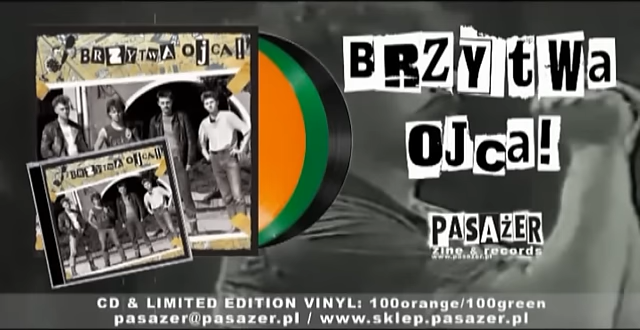 BRZYTWA OJCA!
BRZYTWA OJCA!
BRZYTWA
OJCA!
PASAŻER
zine & records
www.pasazer.pl
CD & LIMITED EDITION VINYL: 100orange/100green
pasazer@pasazer.pl / www.sklep.pasazer.pl